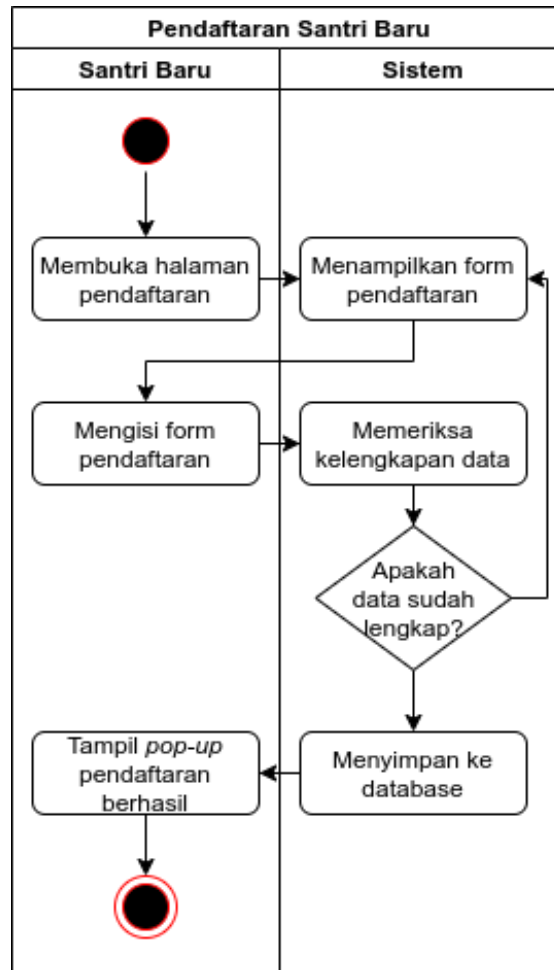 Pendaftaran Santri Baru
Santri Baru
Sistem
Membuka halaman
pendaftaran
Menampilkan form
pendaftaran
Mengisi form
pendaftaran
Memeriksa
kelengkapan data
Apakah
data sudah
lengkap?
Menyimpan ke
database
Tampil pop-up
pendaftaran
berhasil